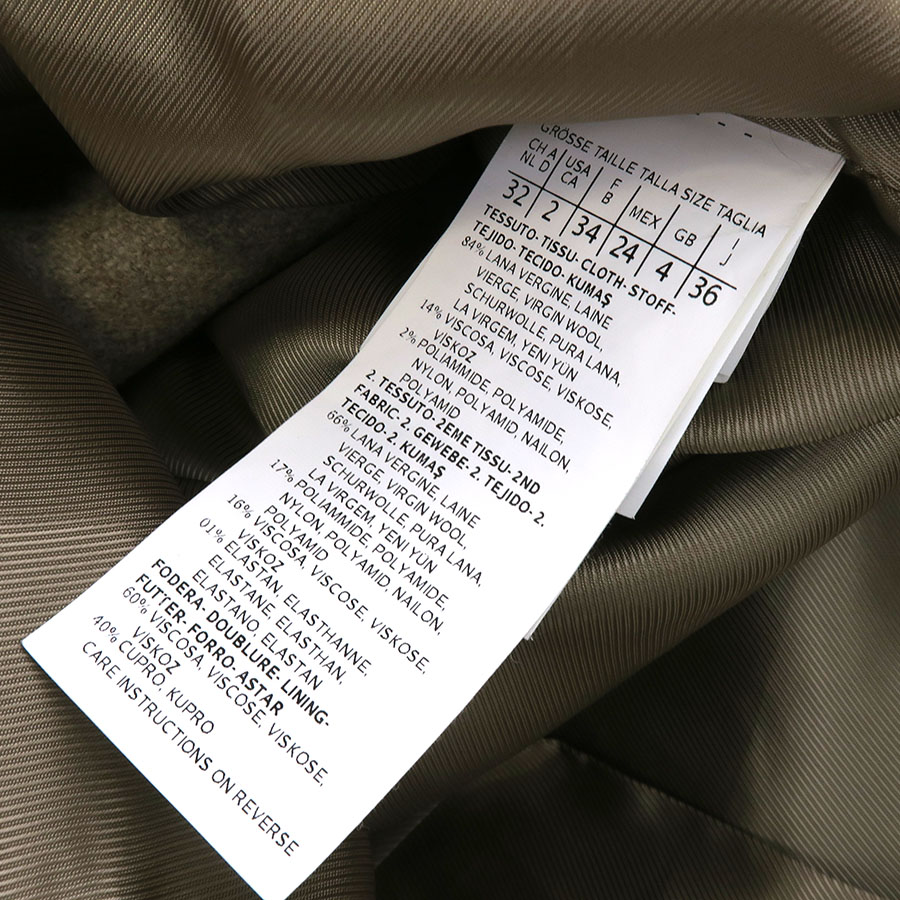 GRÖSSE TAILLE TALLA SIZE TAGLIA
CH A USA F MEX GB I
NL D CA B J
32 2 34 24 4 36
TESSUTO-TISSU-CLOTH-STOFF-
TEJIDO-TECIDO-KUMAŞ
84% LANA VERGINE, LAINE
VIERGE, VIRGIN WOOL,
SCHURWOLLE, PURA LANA,
LA VIRGEM, YENI YÜN
14% VISCOSA, VISCOSE, VISKOSE,
VISKOZ
2% POLIAMMIDE, POLYAMIDE,
NYLON, POLYAMID, NAILON,
POLYAMID
2. TESSUTO-2EME TISSU-2ND
FABRIC-2. GEWEBE-2. TEJIDO-2.
TECIDO-2. KUMAŞ
66% LANA VERGINE, LAINE
VIERGE, VIRGIN WOOL,
SCHURWOLLE, PURA LANA,
LA VIRGEM, YENI YÜN
17% POLIAMMIDE, POLYAMIDE,
NYLON, POLYAMID, NAILON,
POLYAMID
16% VISCOSA, VISCOSE, VISKOSE,
VISKOZ
01% ELASTAN, ELASTHANNE,
ELASTANE, ELASTHAN,
ELASTANO, ELASTAN
FODERA-DOUBLURE-LINING-
FUTTER-FORRO-ASTAR
60% VISCOSA, VISCOSE, VISKOSE,
VISKOZ
40% CUPRO, KUPRO
CARE INSTRUCTIONS ON REVERSE